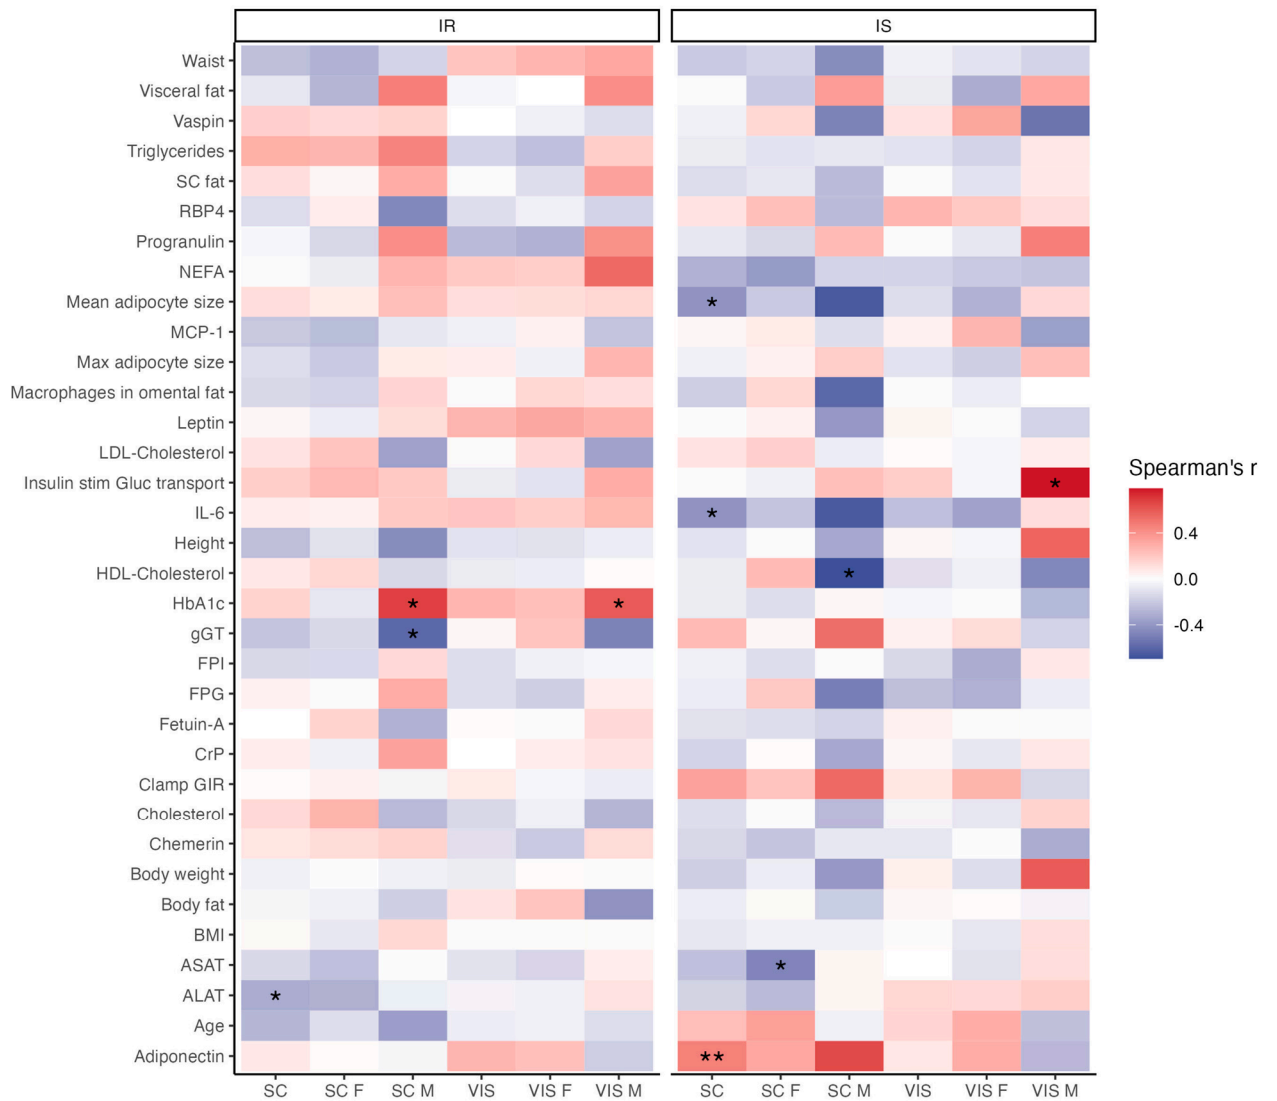 IR IS
Waist
Visceral fat
Vaspin
Triglycerides
SC fat
RBP4
Progranulin
NEFA
Mean adipocyte size *
MCP-1
Max adipocyte size
Macrophages in omental fat
Leptin
LDL-Cholesterol
Insulin stim Gluc transport *
IL-6 *
Height
HDL-Cholesterol *
HbA1c * *
gGT *
FPI
FPG
Fetuin-A
CrP
Clamp GIR
Cholesterol
Chemerin
Body weight
Body fat
BMI
ASAT *
ALAT *
Age
Adiponectin **
SC SC F SC M VIS VIS F VIS M SC SC F SC M VIS VIS F VIS M
Spearman's r
0.4
0.0
-0.4